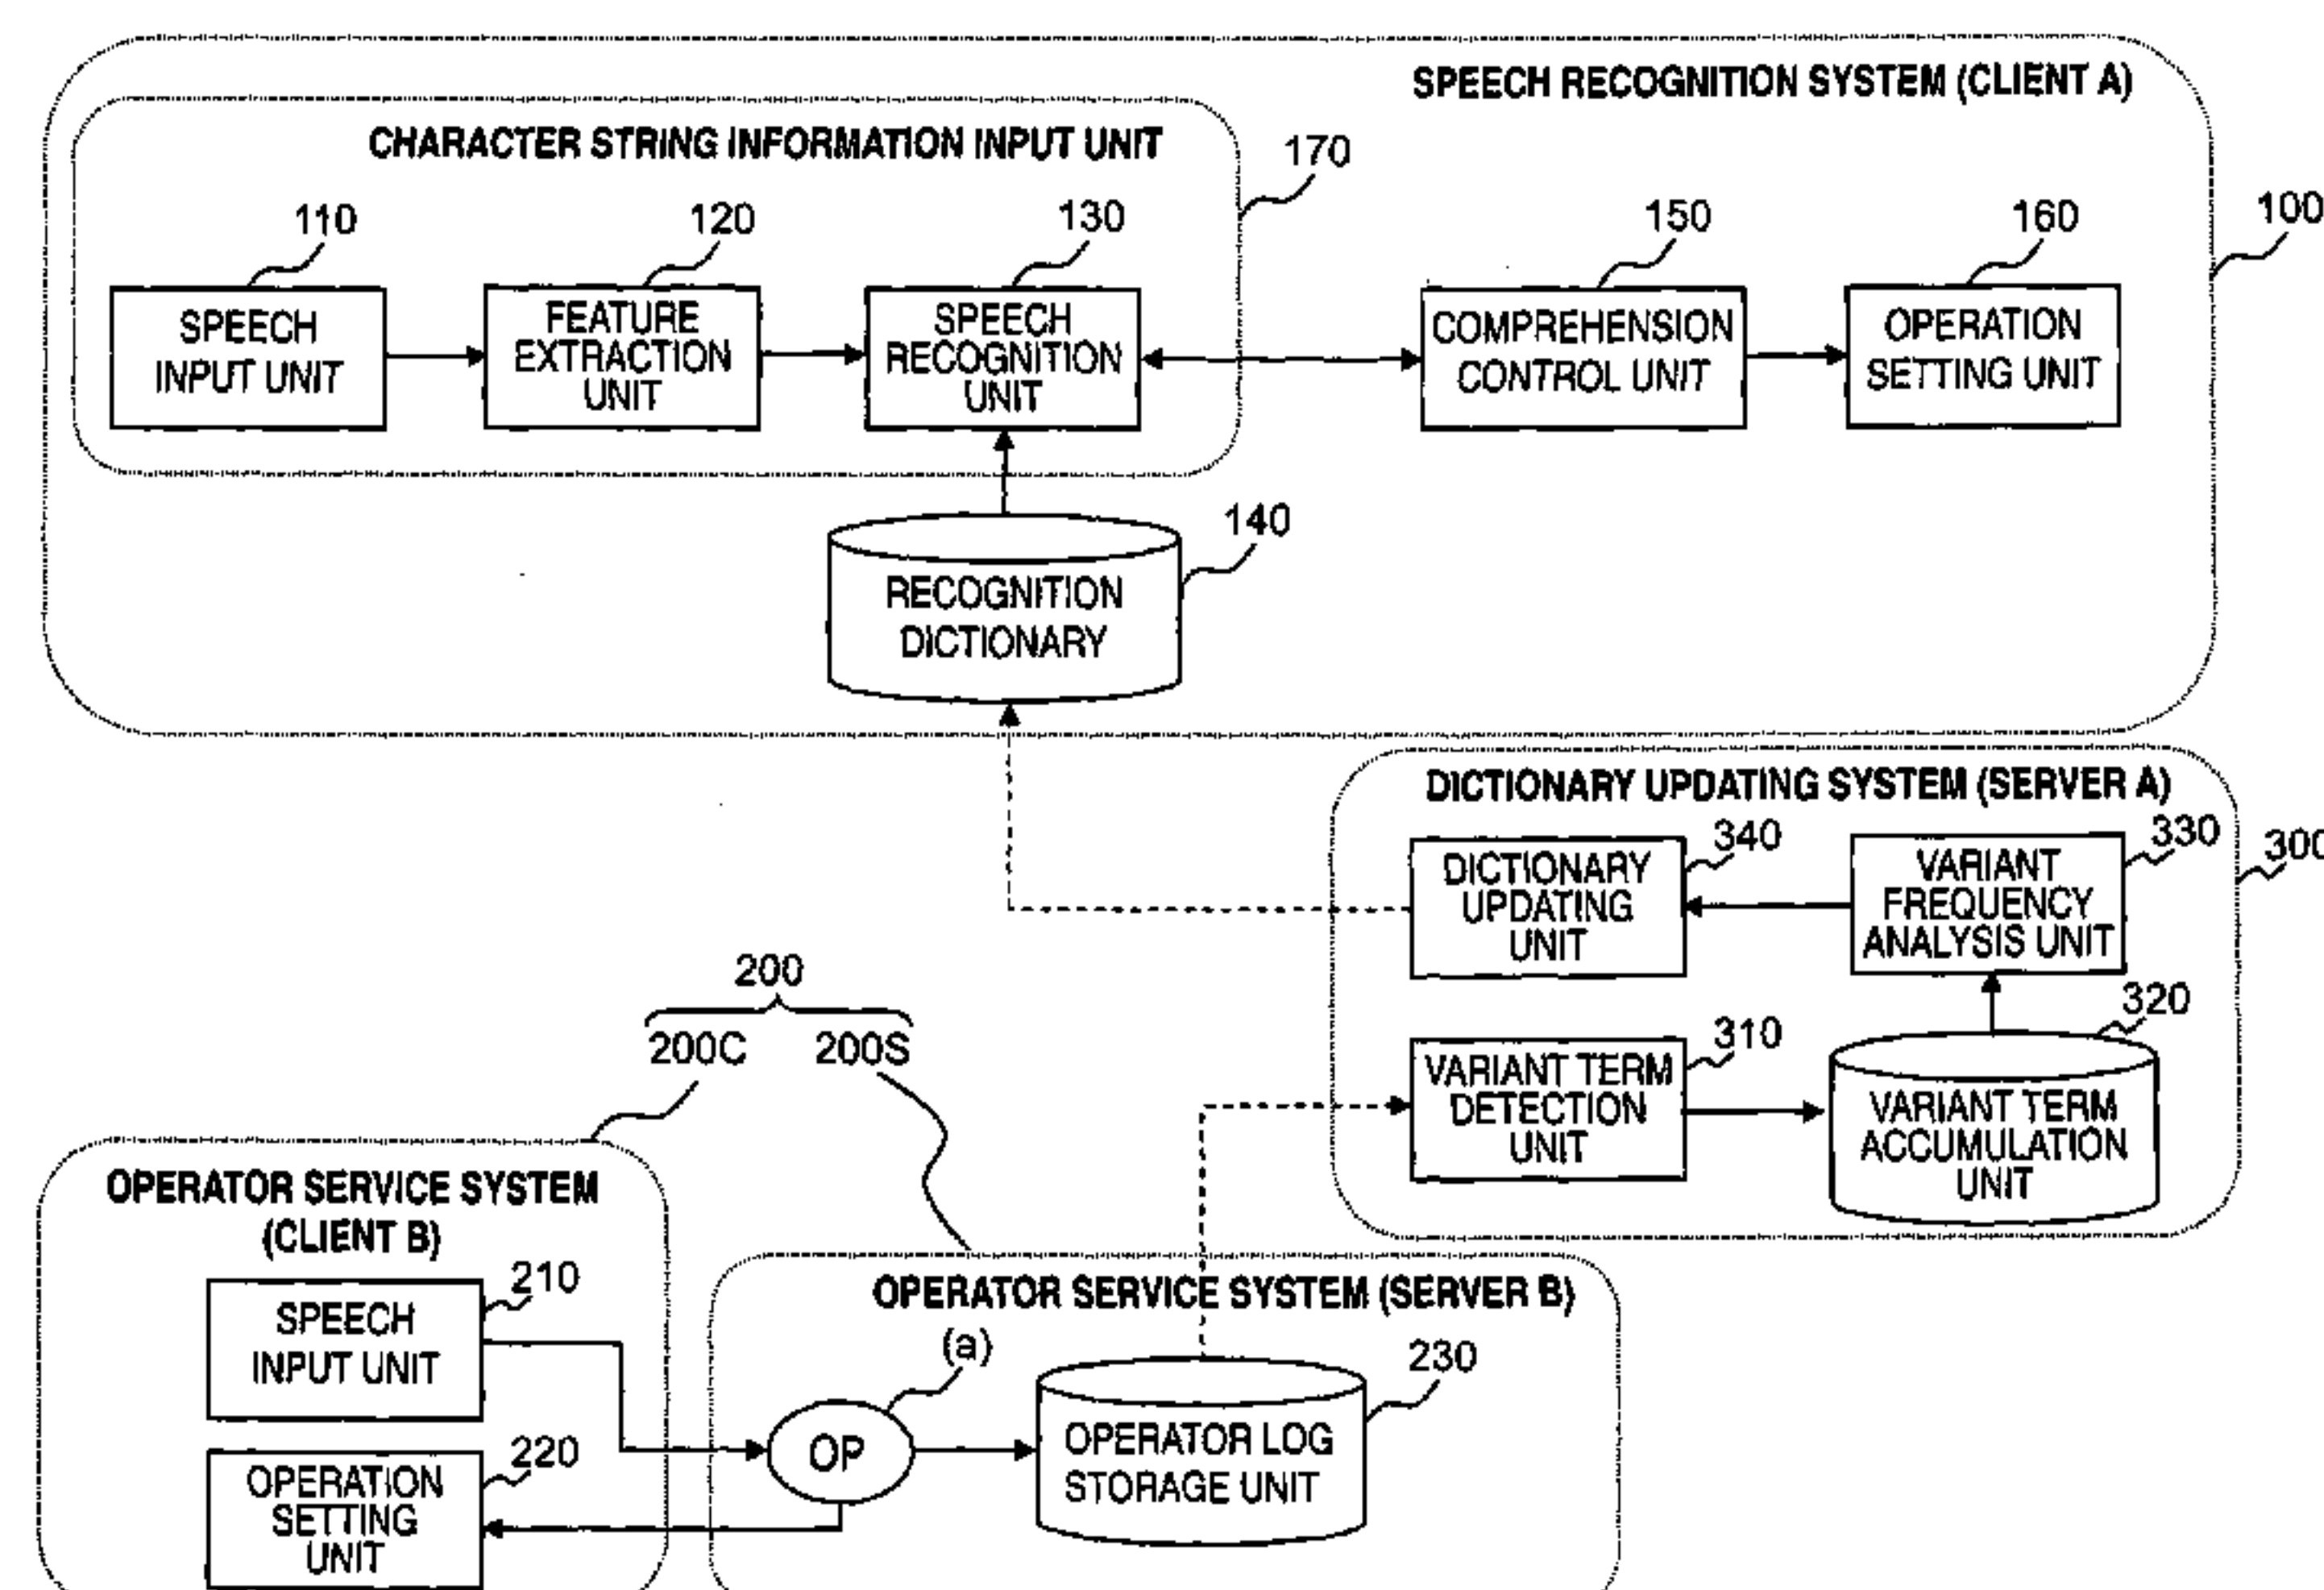 SPEECH RECOGNITION SYSTEM (CLIENT A)
CHARACTER STRING INFORMATION INPUT UNIT
170
100
110
120
130
150
160
SPEECH
INPUT UNIT
FEATURE
EXTRACTION
UNIT
SPEECH
RECOGNITION
UNIT
COMPREHENSION
CONTROL UNIT
OPERATION
SETTING UNIT
140
RECOGNITION
DICTIONARY
DICTIONARY UPDATING SYSTEM (SERVER A)
340
330
300
DICTIONARY
UPDATING
UNIT
VARIANT
FREQUENCY
ANALYSIS UNIT
320
310
VARIANT TERM
DETECTION
UNIT
VARIANT TERM
ACCUMULATION
UNIT
200
200C
200S
OPERATOR SERVICE SYSTEM
(CLIENT B)
210
SPEECH
INPUT UNIT
220
OPERATION
SETTING
UNIT
OPERATOR SERVICE SYSTEM (SERVER B)
(a)
230
OP
OPERATOR LOG
STORAGE UNIT